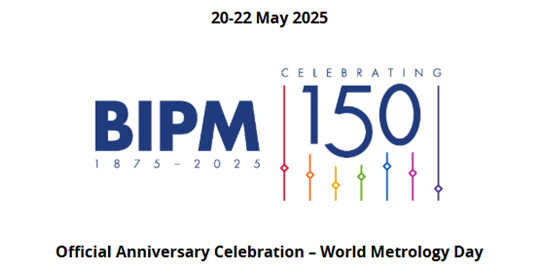 20-22 May 2025
CELEBRATING
BIPM 150
1875-2025
Official Anniversary Celebration – World Metrology Day